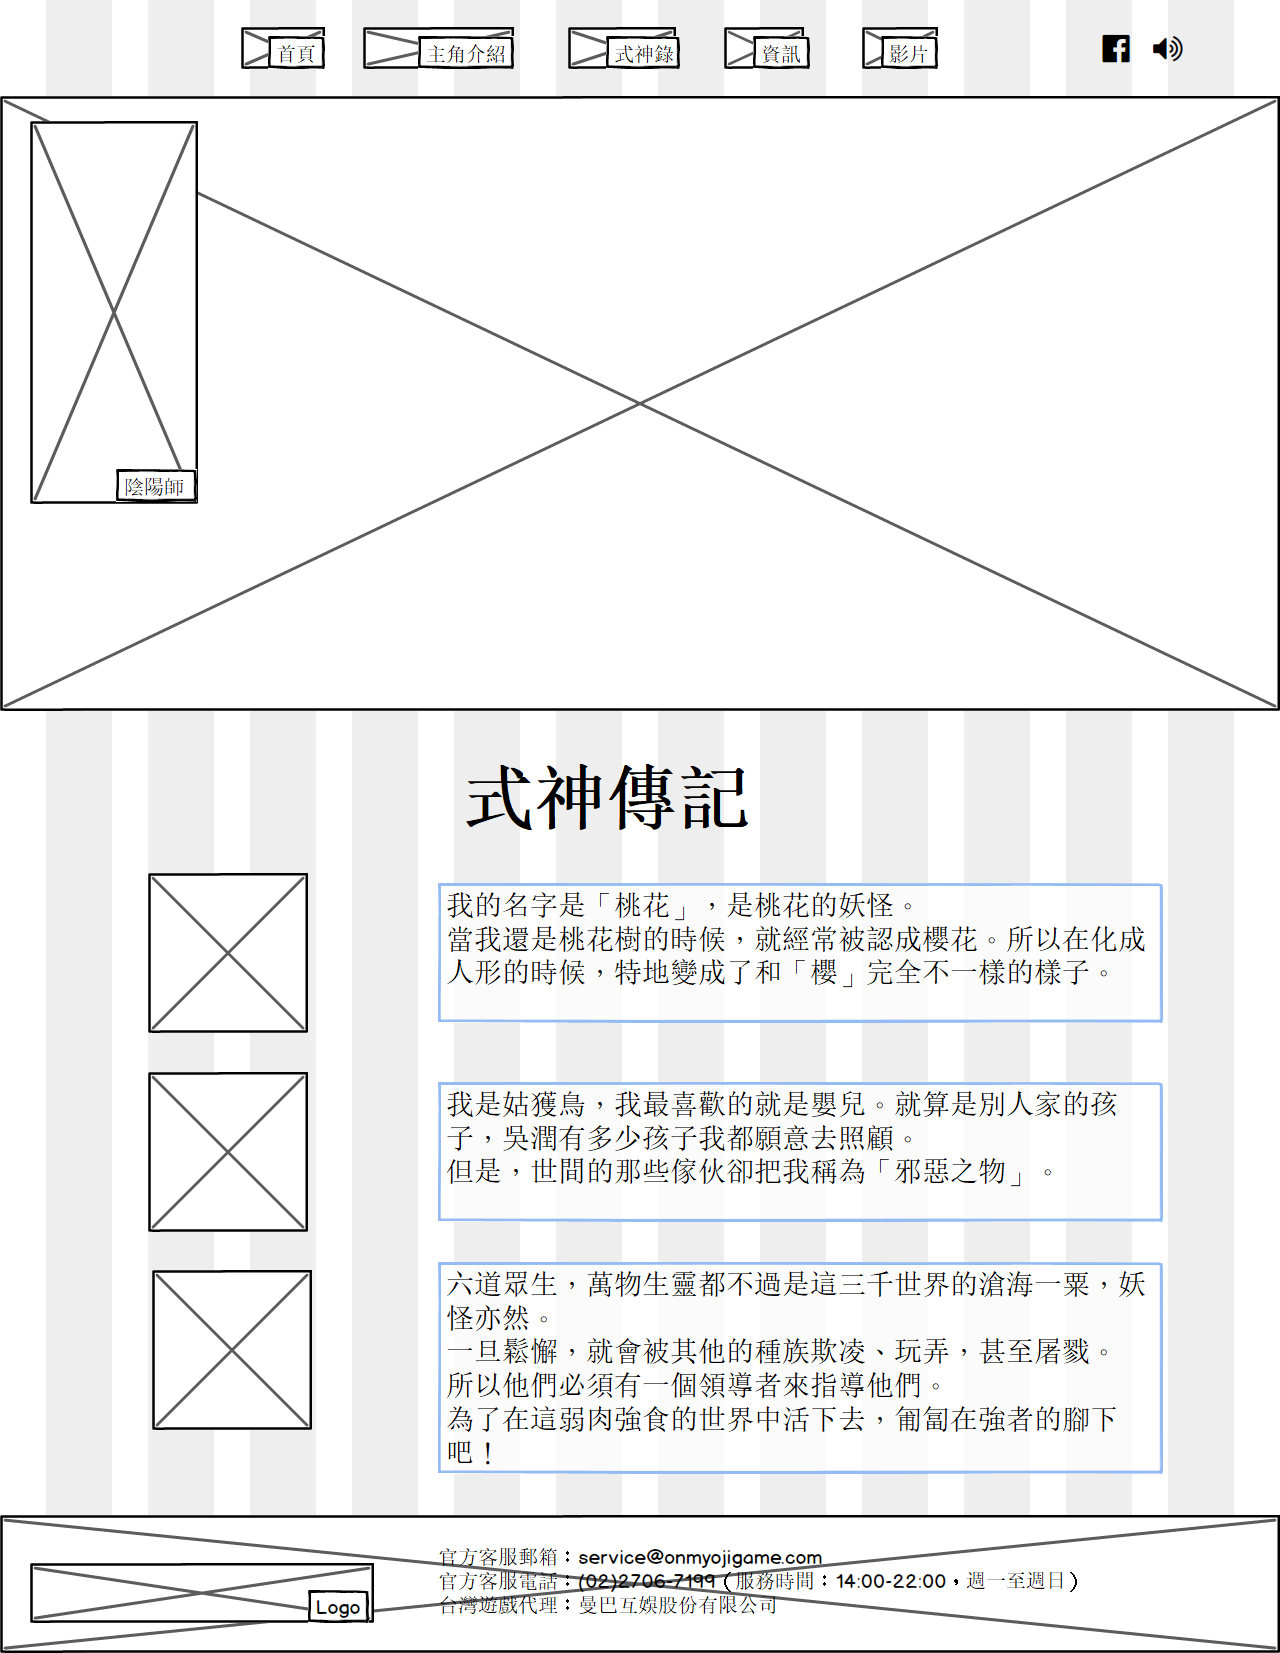 首頁
主角介紹
式神錄
資訊
影片
陰陽師
式神傳記
我的名字是「桃花」，是桃花的妖怪。
當我還是桃花樹的時候，就經常被認成櫻花。所以在化成
人形的時候，特地變成了和「櫻」完全不一樣的樣子。
我是姑獲鳥，我最喜歡的就是嬰兒。就算是別人家的孩
子，吳潤有多少孩子我都願意去照顧。
但是，世間的那些傢伙卻把我稱為「邪惡之物」。
六道眾生，萬物生靈都不過是這三千世界的滄海一粟，妖
怪亦然。
一旦鬆懈，就會被其他的種族欺凌、玩弄，甚至屠戮。
所以他們必須有一個領導者來指導他們。
為了在這弱肉強食的世界中活下去，匍匐在強者的腳下
吧！
官方客服郵箱：service@onmyojigame.com
官方客服電話：(02)2706-7199（服務時間：14:00-22:00，週一至週日）
台灣遊戲代理：曼巴互娛股份有限公司
Logo